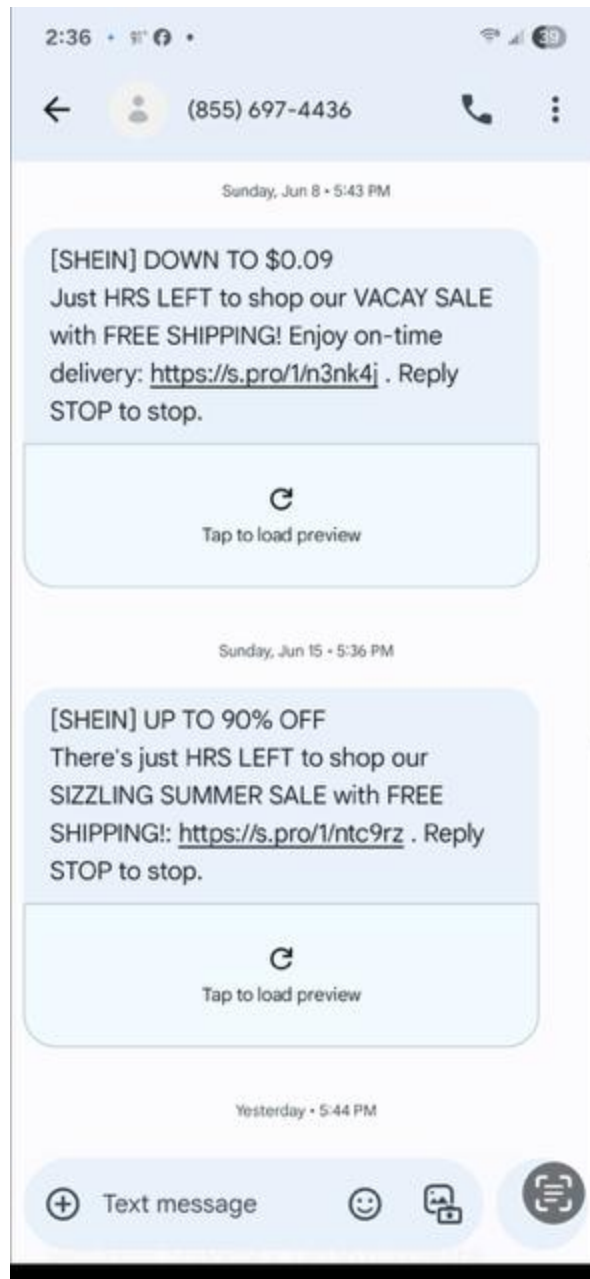 2:36
39
(855) 697-4436
Sunday, Jun 8 • 5:43 PM
[SHEIN] DOWN TO $0.09
Just HRS LEFT to shop our VACAY SALE
with FREE SHIPPING! Enjoy on-time
delivery: https://s.pro/1/n3nk4j . Reply
STOP to stop.
Tap to load preview
Sunday, Jun 15 • 5:36 PM
[SHEIN] UP TO 90% OFF
There's just HRS LEFT to shop our
SIZZLING SUMMER SALE with FREE
SHIPPING!: https://s.pro/1/ntc9rz . Reply
STOP to stop.
Tap to load preview
Yesterday • 5:44 PM
Text message